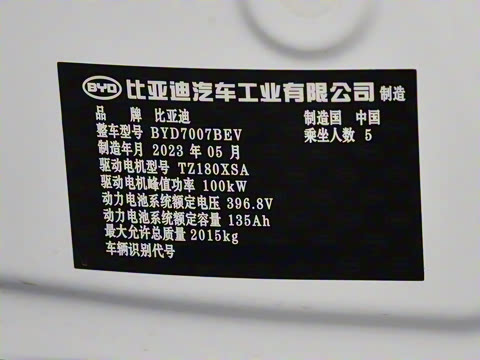 BYD 比亚迪汽车工业有限公司 制造
品 牌 比亚迪 制造国 中国
整车型号 BYD7007BEV 乘坐人数 5
制造年月 2023 年 05 月
驱动电机型号 TZ180XSA
驱动电机峰值功率 100kW
动力电池系统额定电压 396.8V
动力电池系统额定容量 135Ah
最大允许总质量 2015kg
车辆识别代号